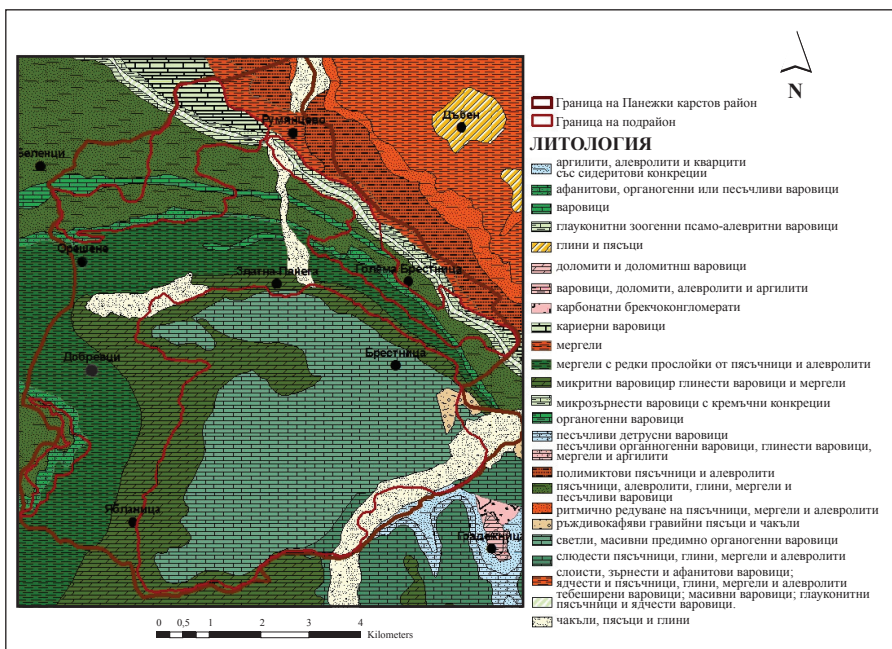 N
Граница на Панежки карстов район
Граница на подрайон
ЛИТОЛОГИЯ
аргилити, алевролити и кварцити
със сидеритови конкреции
афанитови, органогенни или песъчливи варовици
варовици
глауконитни зоогенни псамо-алевритни варовици
глини и пясъци
доломити и доломитнш варовици
варовици, доломити, алевролити и аргилити
карбонатни брекчоконгломерати
кариерни варовици
мергели
мергели с редки прослойки от пясъчници и алевролити
микритни варовицир глинести варовици и мергели
микрозърнести варовици с кремъчни конкреции
органогенни варовици
песъчливи детрусни варовици
песъчливи органногенни варовици, глинести варовици,
мергели и аргилити
полимиктови пясъчници и алевролити
пясъчници, алевролити, глини, мергели и
песъчливи варовици
ритмично редуване на пясъчници, мергели и алевролити
ръждивокафяви гравийни пясъци и чакъли
светли, масивни предимно органогенни варовици
слюдести пясъчници, глини, мергели и алевролити
слоисти, зърнести и афанитови варовици;
ядчести и пясъчници, глини, мергели и алевролити
тебеширени варовици; масивни варовици; глауконитни
пясъчници и ядчести варовици.
чакъли, пясъци и глини
Румянцево
Дъбен
Беленци
Орешене
Златна Панега
Голема Брестница
Добревци
Брестница
Ябланица
Градежница
0 0,5 1 2 3 4
Kilometers